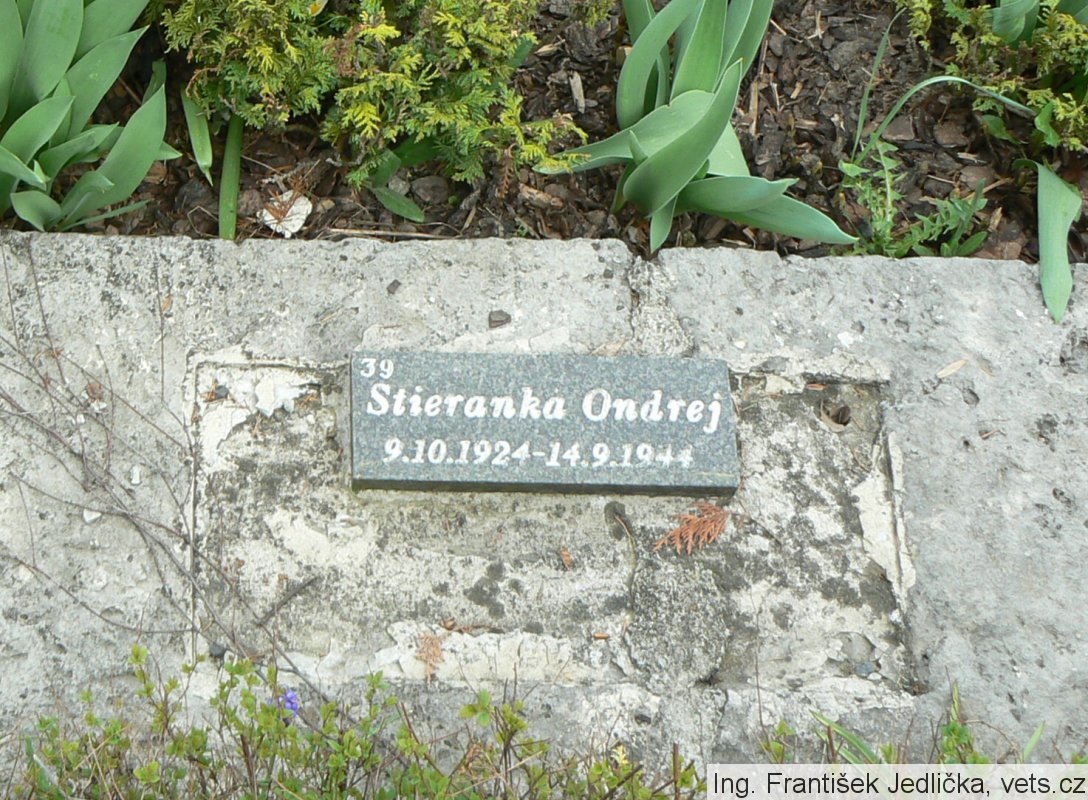 39
Stieranka Ondrej
9.10.1924-14.9.1944
Ing. František Jedlička, vets.cz